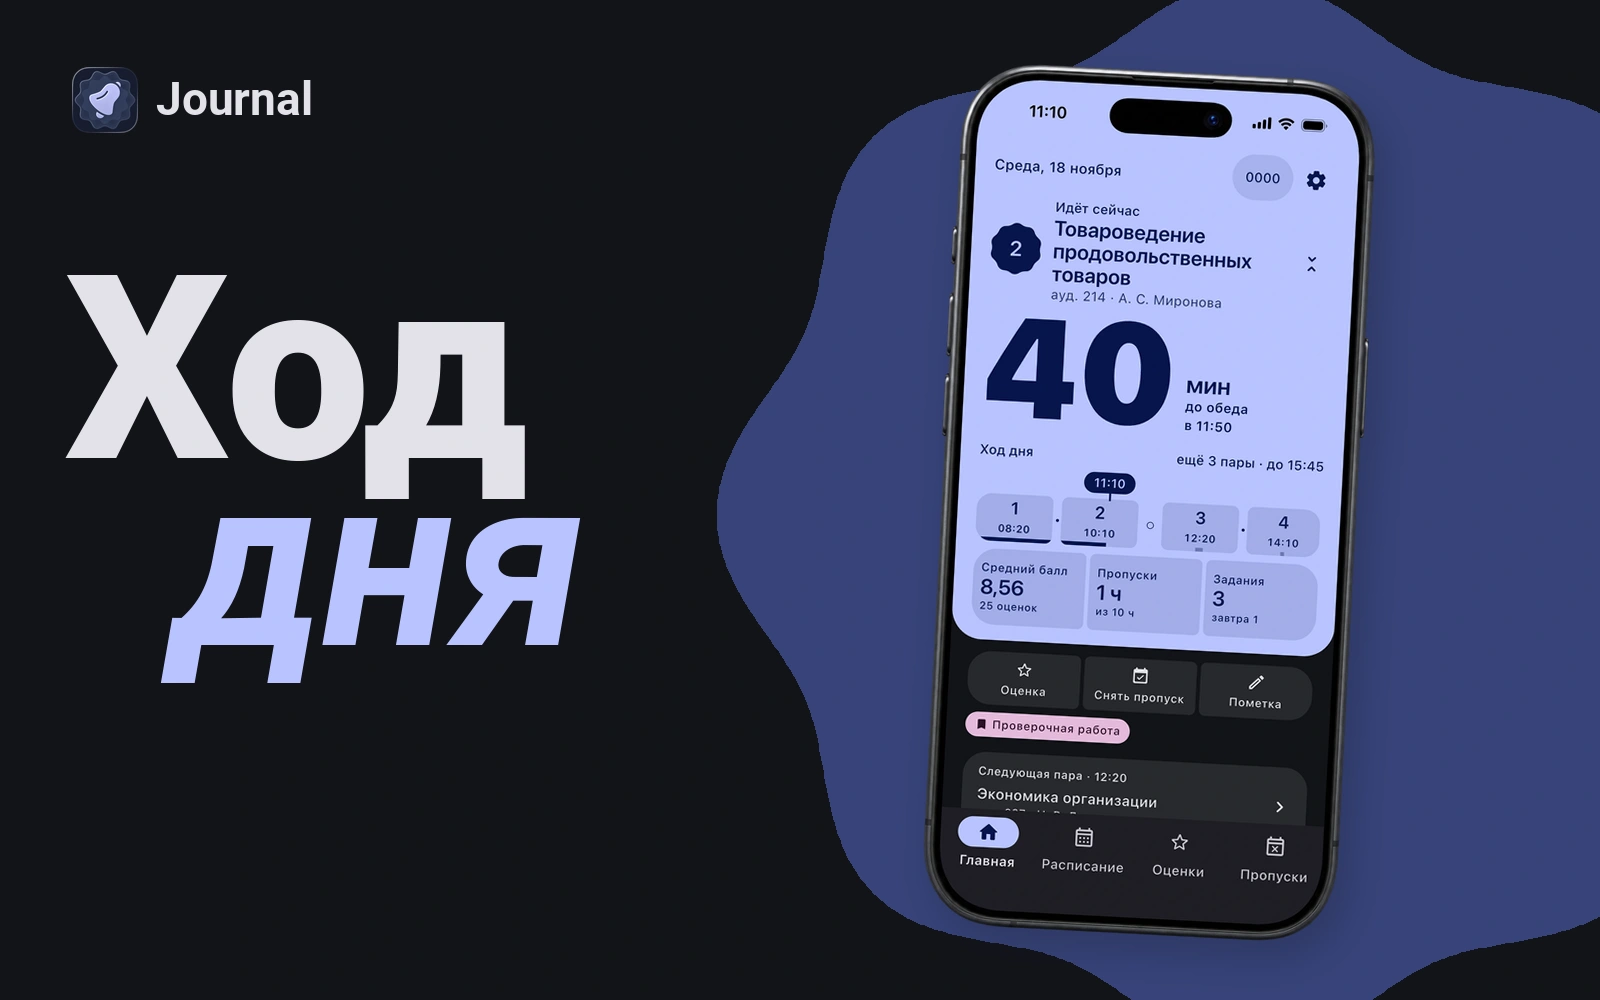 Journal
Ход
дня
11:10
Среда, 18 ноября
0000
Идёт сейчас
2
Товароведение
продовольственных
товаров
ауд. 214 · А. С. Миронова
40
мин
до обеда
в 11:50
Ход дня
ещё 3 пары · до 15:45
11:10
1
08:20
2
10:10
3
12:20
4
14:10
Средний балл
8,56
25 оценок
Пропуски
1 ч
из 10 ч
Задания
3
завтра 1
Оценка
Снять пропуск
Пометка
Проверочная работа
Следующая пара · 12:20
Экономика организации
Главная
Расписание
Оценки
Пропуски